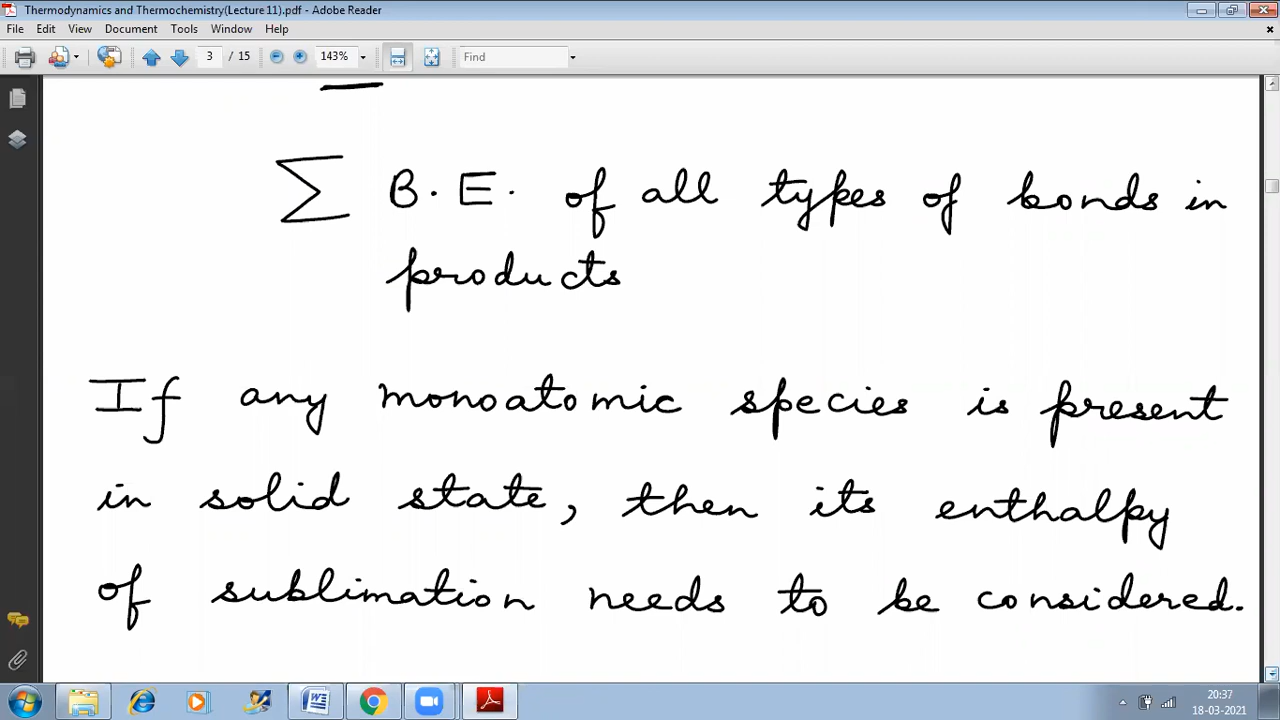 Thermodynamics and Thermochemistry(Lecture 11).pdf - Adobe Reader
File Edit View Document Tools Window Help
3 / 15 143% Find
Σ B.E. of all types of bonds in
products
If any monoatomic species is present
in solid state, then its enthalpy
of sublimation needs to be considered.
20:37
18-03-2021